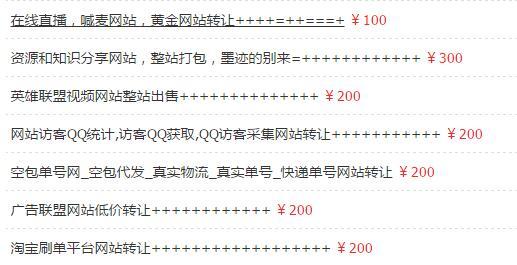 在线直播，喊麦网站，黄金网站转让++++=++===+ ￥100
资源和知识分享网站，整站打包，墨迹的别来=++++++++++++ ￥300
英雄联盟视频网站整站出售++++++++++++++ ￥200
网站访客QQ统计,访客QQ获取,QQ访客采集网站转让+++++++++++ ￥200
空包单号网_空包代发_真实物流_真实单号_快递单号网站转让 ￥200
广告联盟网站低价转让++++++++++++ ￥200
淘宝刷单平台网站转让++++++++++++++++++ ￥200